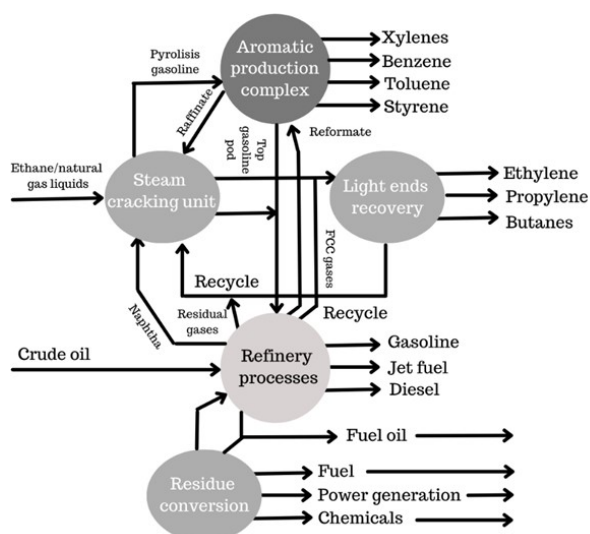 Pyrolisis
gasoline
Aromatic
production
complex
Xylenes
Benzene
Toluene
Styrene
Raffinate
Top
gasoline
pod
Reformate
Ethane/natural
gas liquids
Steam
cracking unit
Light ends
recovery
Ethylene
Propylene
Butanes
FCC gases
Recycle
Naphtha
Residual
gases
Recycle
Crude oil
Refinery
processes
Gasoline
Jet fuel
Diesel
Fuel oil
Residue
conversion
Fuel
Power generation
Chemicals